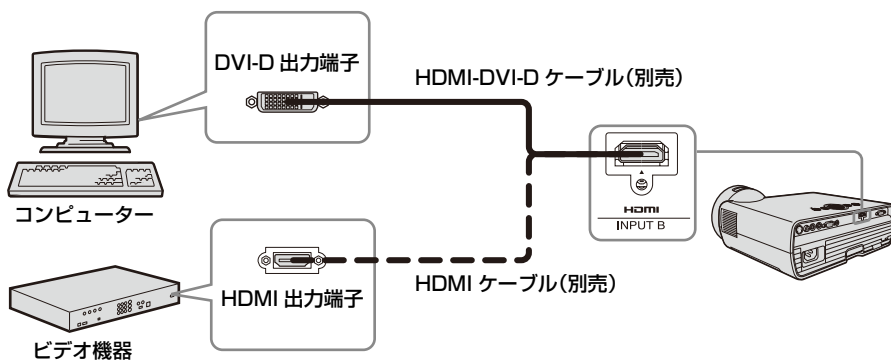 DVI-D 出力端子
HDMI-DVI-D ケーブル(別売)
コンピューター
HDMI
INPUT B
HDMI 出力端子
HDMI ケーブル(別売)
ビデオ機器